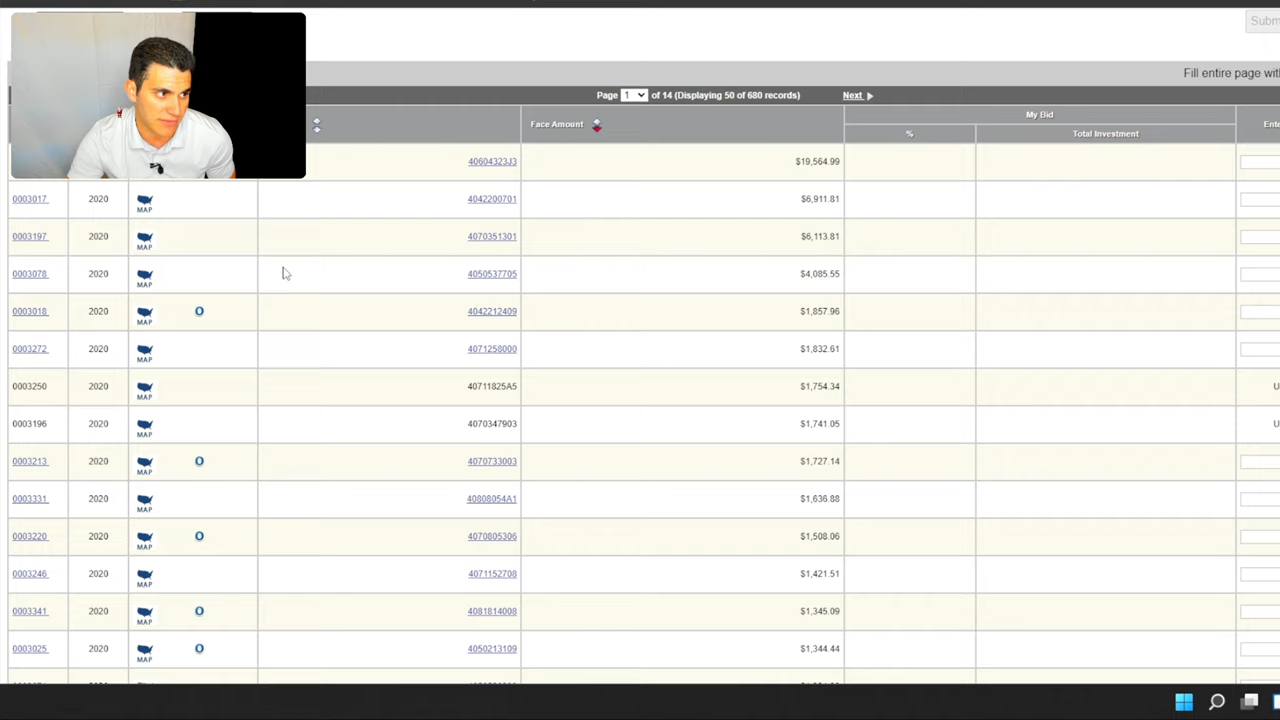 Subm
Fill entire page wit
Page 1 of 14 (Displaying 50 of 680 records) Next
Face Amount My Bid Ente
% Total Investment
40604323J3 $19,564.99
0003017 2020 MAP 4042200701 $6,911.81
0003197 2020 MAP 4070351301 $6,113.81
0003078 2020 MAP 4050537705 $4,085.55
0003018 2020 MAP O 4042212409 $1,857.96
0003272 2020 MAP 4071258000 $1,832.61
0003250 2020 MAP 40711825A5 $1,754.34 U
0003196 2020 MAP 4070347903 $1,741.05 U
0003213 2020 MAP O 4070733003 $1,727.14
0003331 2020 MAP 40808054A1 $1,636.88
0003220 2020 MAP O 4070805306 $1,508.06
0003246 2020 MAP 4071152708 $1,421.51
0003341 2020 MAP O 4081814008 $1,345.09
0003025 2020 MAP O 4050213109 $1,344.44